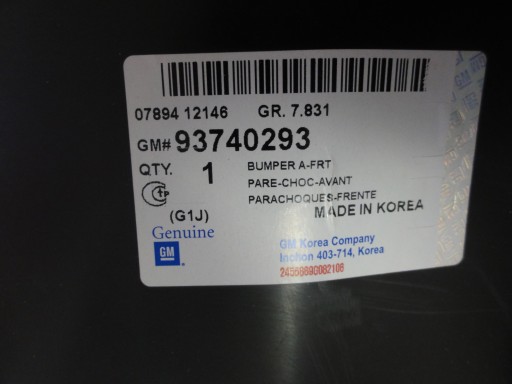 07894 12146 GR. 7.831
GM# 93740293
QTY. 1 BUMPER A-FRT
PARE-CHOC-AVANT
PARACHOQUES-FRENTE
(G1J) MADE IN KOREA
Genuine
GM
GM Korea Company
Inchon 403-714, Korea